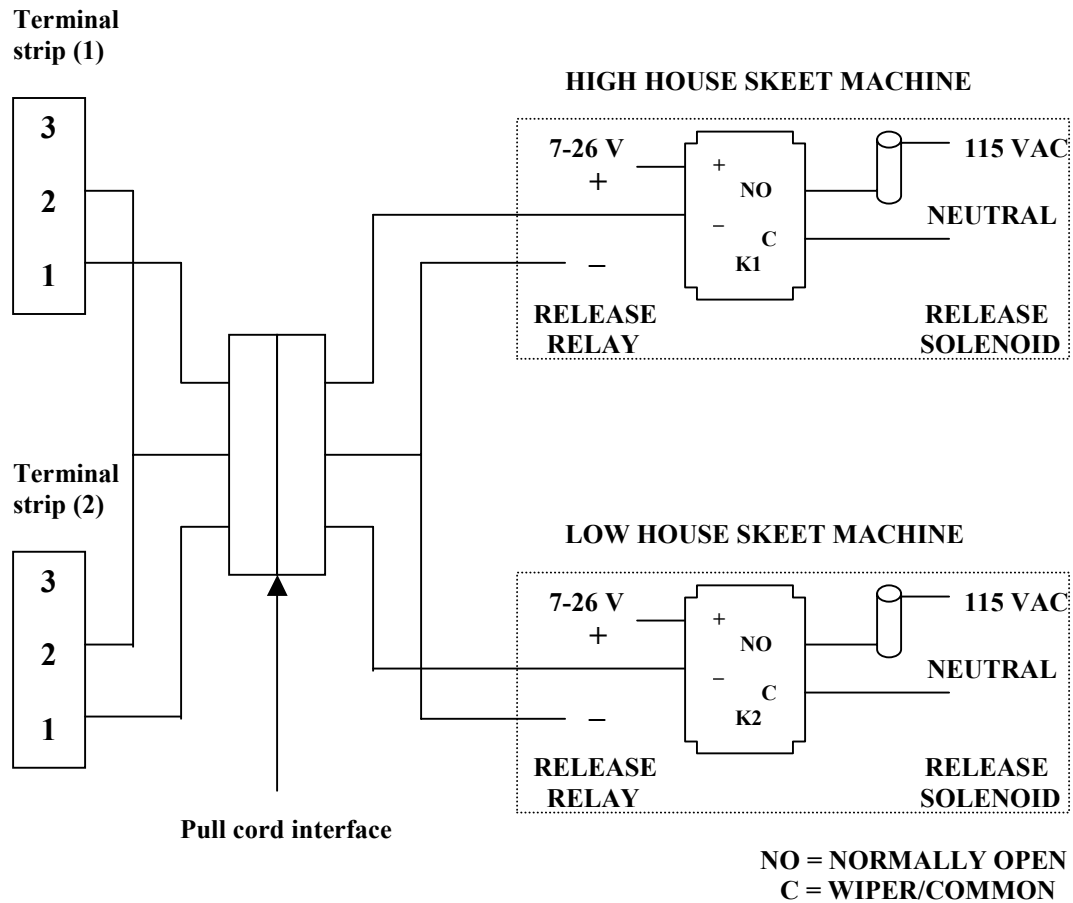 Terminal
strip (1)
3
2
1
Terminal
strip (2)
3
2
1
Pull cord interface
HIGH HOUSE SKEET MACHINE
7-26 V
+
–
RELEASE
RELAY
+
NO
–
C
K1
115 VAC
NEUTRAL
RELEASE
SOLENOID
LOW HOUSE SKEET MACHINE
7-26 V
+
–
RELEASE
RELAY
+
NO
–
C
K2
115 VAC
NEUTRAL
RELEASE
SOLENOID
NO = NORMALLY OPEN
C = WIPER/COMMON